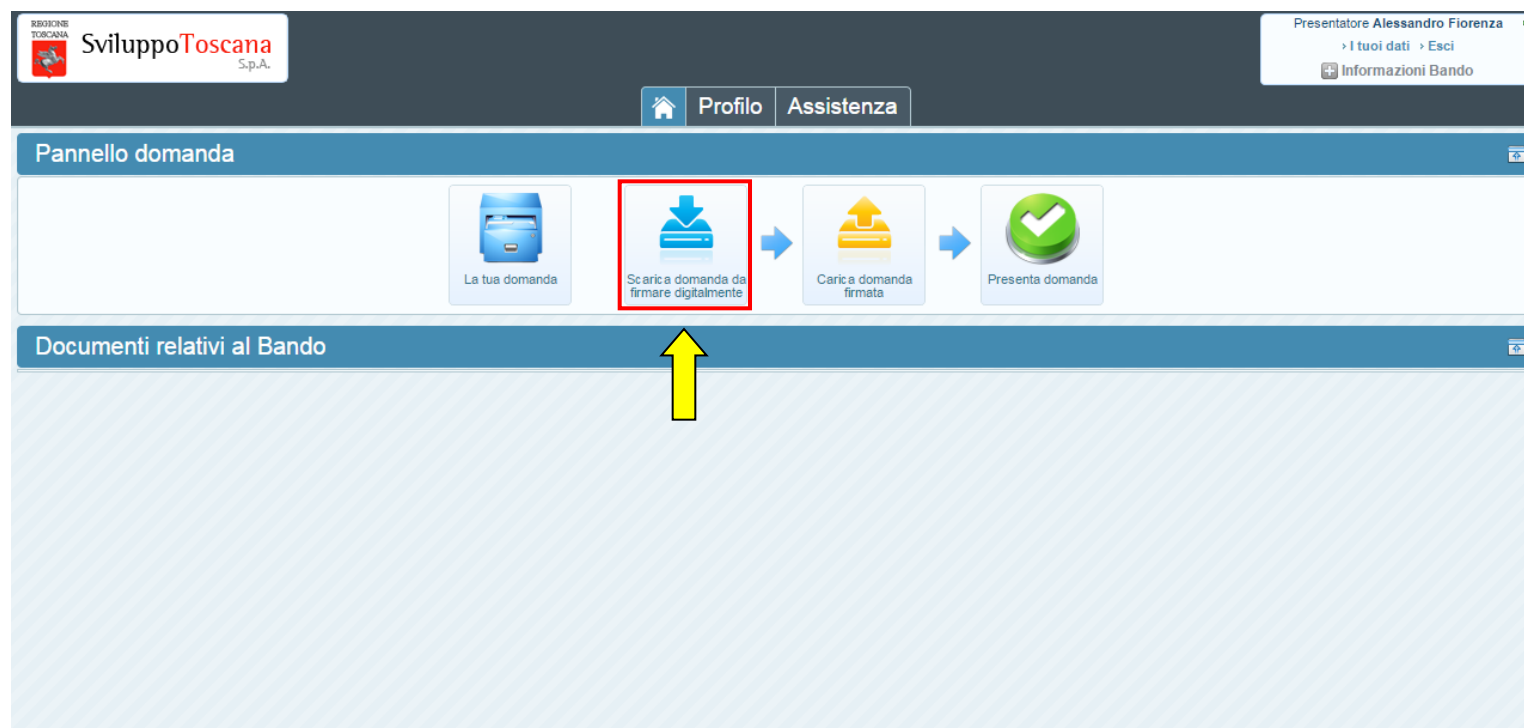 REGIONE
TOSCANA
SviluppoToscana
S.p.A.
Presentatore Alessandro Fiorenza
› I tuoi dati › Esci
Informazioni Bando
Profilo Assistenza
Pannello domanda
La tua domanda
Scarica domanda da
firmare digitalmente
Carica domanda
firmata
Presenta domanda
Documenti relativi al Bando